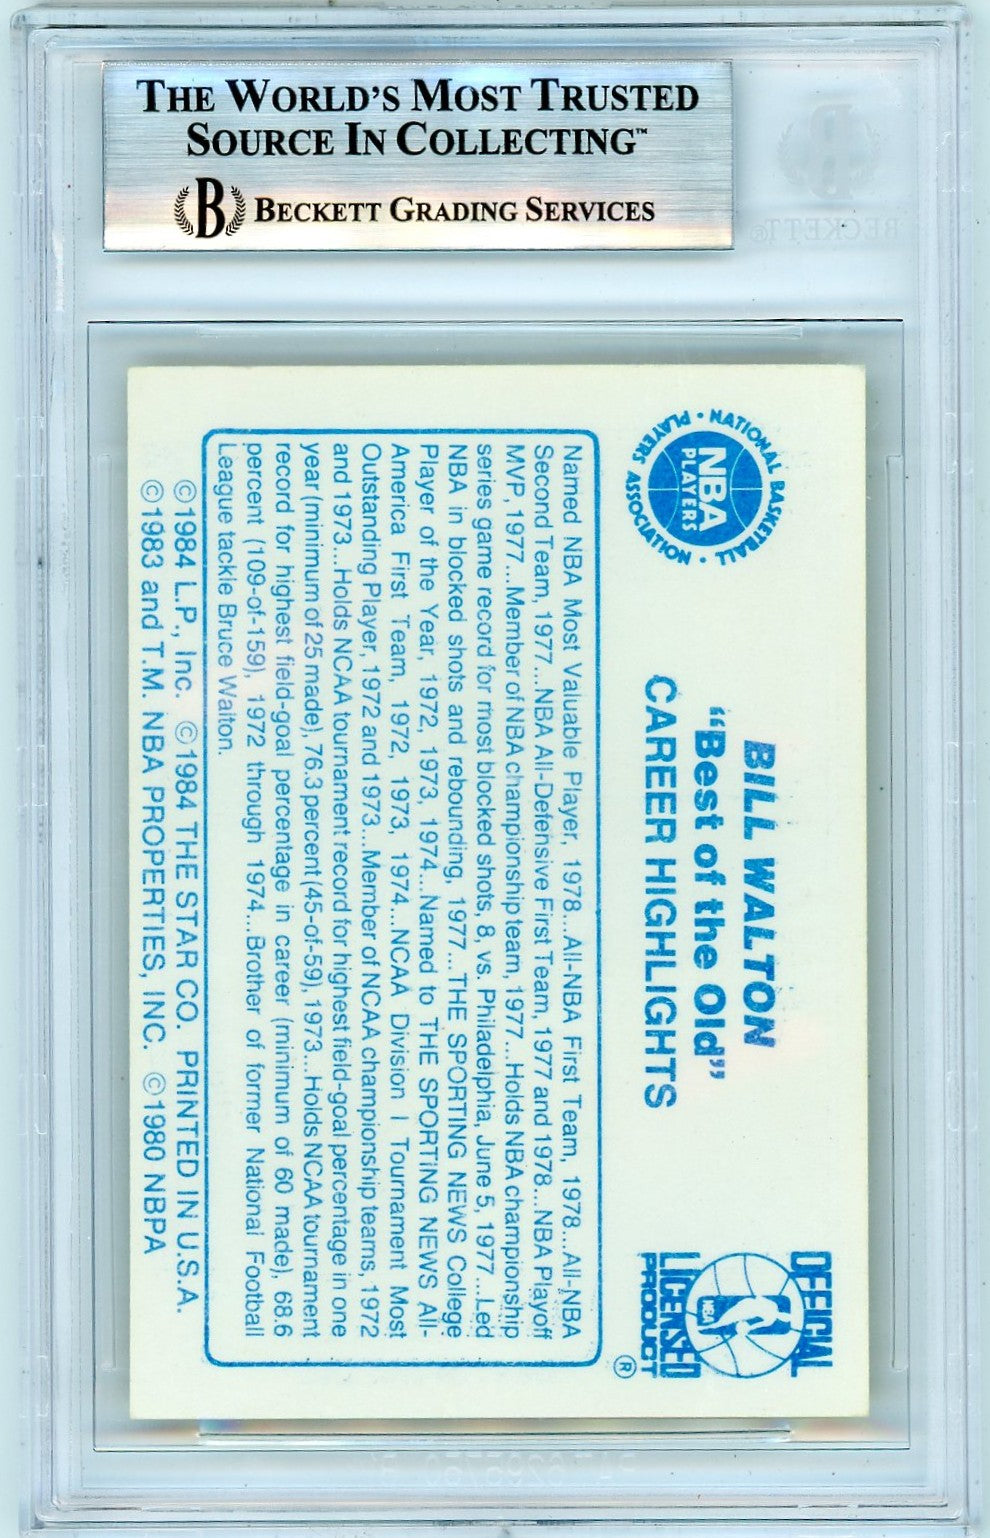 THE WORLD'S MOST TRUSTED
SOURCE IN COLLECTING™
B BECKETT GRADING SERVICES
BECKETT®
NATIONAL BASKETBALL
PLAYERS ASSOCIATION
NBA
PLAYERS
BILL WALTON
"Best of the Old"
CAREER HIGHLIGHTS
OFFICIAL
NBA
LICENSED
PRODUCT
®
Named NBA Most Valuable Player, 1978...All-NBA First Team, 1978...All-NBA
Second Team, 1977...NBA All-Defensive First Team, 1977 and 1978...NBA Playoff
MVP, 1977...Member of NBA championship team, 1977...Holds NBA championship
series game record for most blocked shots, 8, vs. Philadelphia, June 5, 1977...Led
NBA in blocked shots and rebounding, 1977...THE SPORTING NEWS College
Player of the Year, 1972, 1973, 1974...Named to THE SPORTING NEWS All-
America First Team, 1972, 1973, 1974...NCAA Division I Tournament Most
Outstanding Player, 1972 and 1973...Member of NCAA championship teams, 1972
and 1973...Holds NCAA tournament record for highest field-goal percentage in one
year (minimum of 25 made), 76.3 percent (45-of-59), 1973...Holds NCAA tournament
record for highest field-goal percentage in career (minimum of 60 made), 68.6
percent (109-of-159), 1972 through 1974...Brother of former National Football
League tackle Bruce Walton.
©1984 L.P., Inc. ©1984 THE STAR CO. PRINTED IN U.S.A.
©1983 and T.M. NBA PROPERTIES, INC. ©1980 NBPA